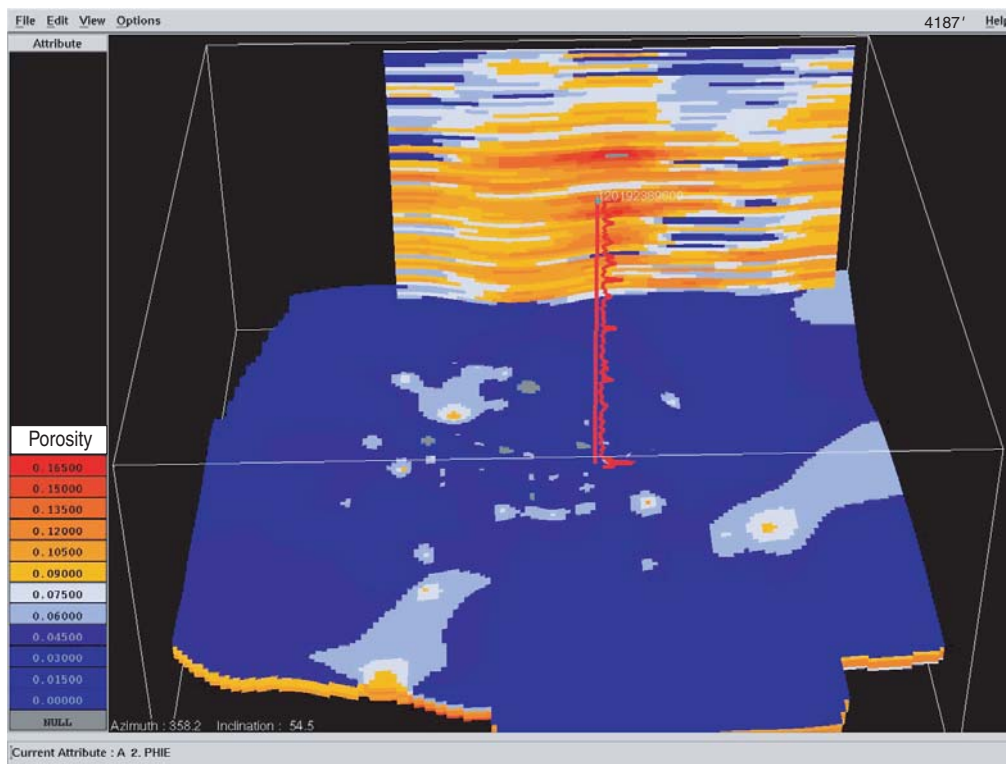 File Edit View Options 4187′ Help
Attribute
120192389600
Porosity
0.16500
0.15000
0.13500
0.12000
0.10500
0.09000
0.07500
0.06000
0.04500
0.03000
0.01500
0.00000
NULL
Azimuth : 358.2 Inclination : 54.5
Current Attribute : A 2. PHIE